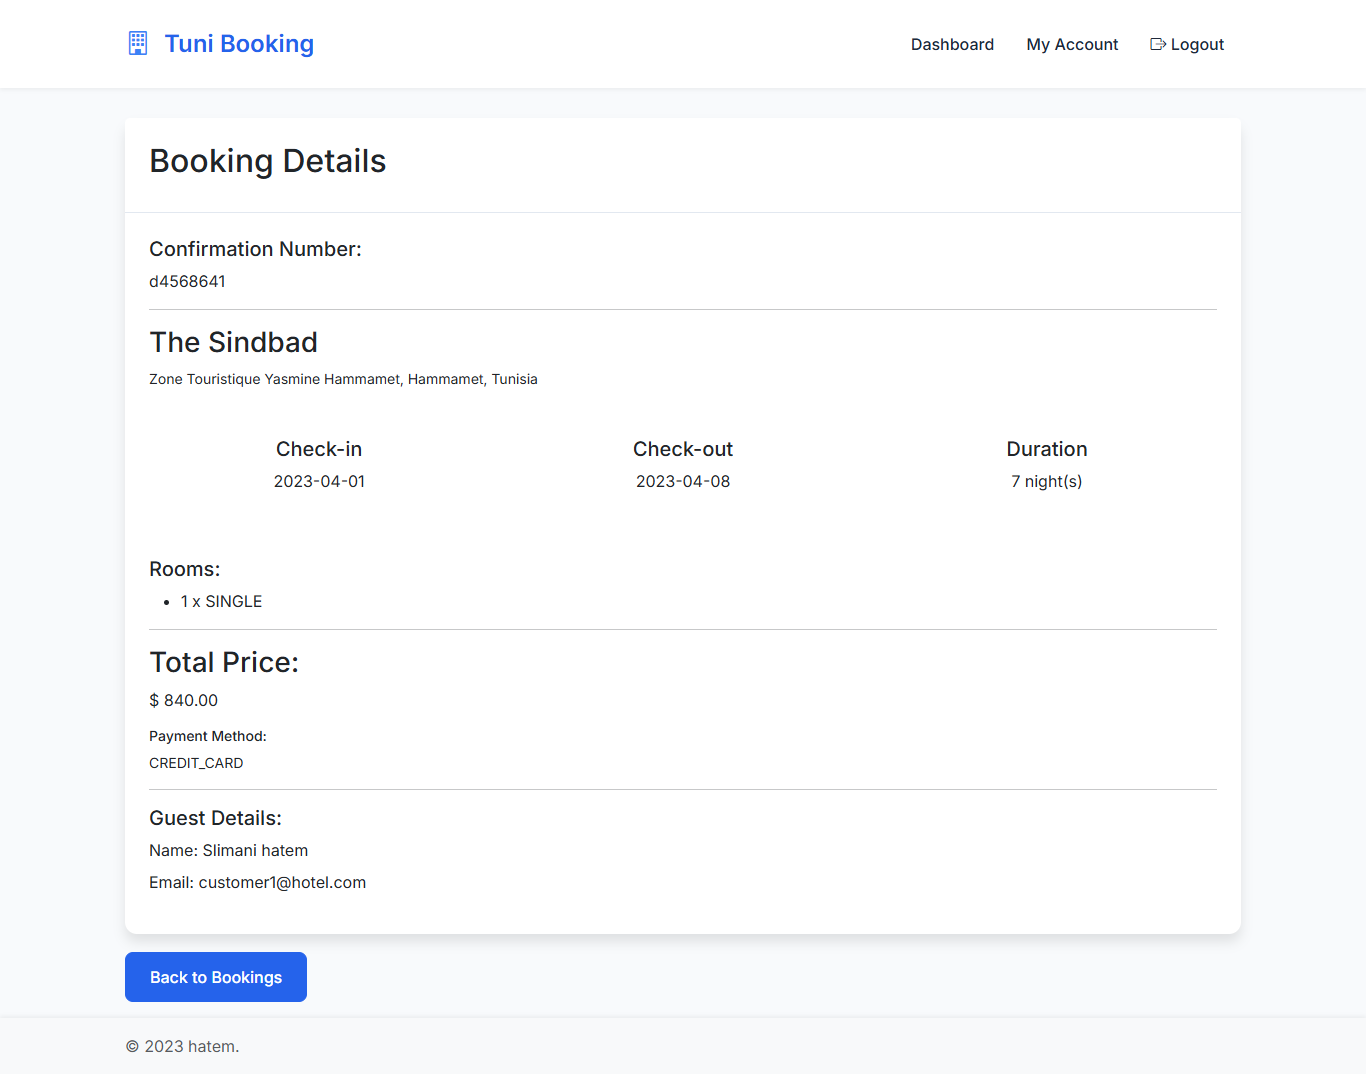 Tuni Booking
Dashboard
My Account
Logout
Booking Details
Confirmation Number:
d4568641
The Sindbad
Zone Touristique Yasmine Hammamet, Hammamet, Tunisia
Check-in
2023-04-01
Check-out
2023-04-08
Duration
7 night(s)
Rooms:
1 x SINGLE
Total Price:
$ 840.00
Payment Method:
CREDIT_CARD
Guest Details:
Name: Slimani hatem
Email: customer1@hotel.com
Back to Bookings
© 2023 hatem.